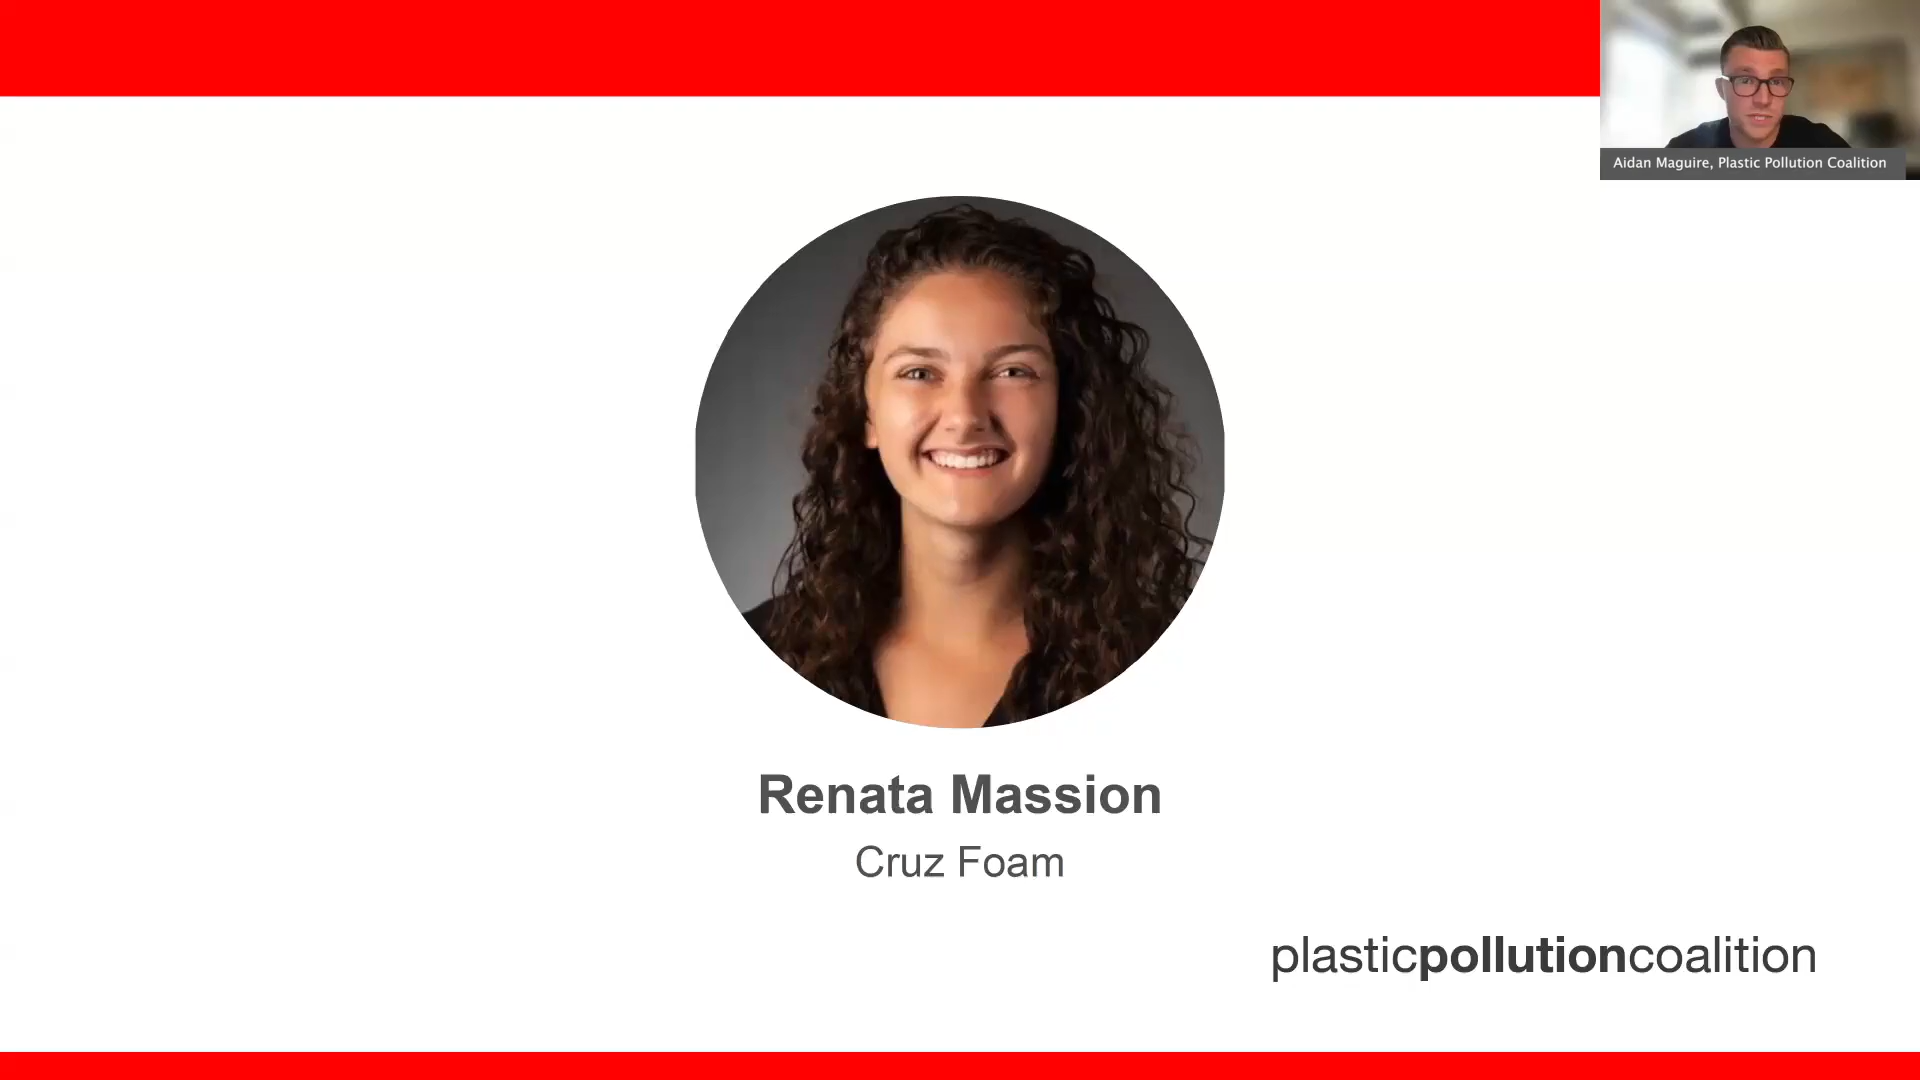 Aidan Maguire, Plastic Pollution Coalition
Renata Massion
Cruz Foam
plasticpollutioncoalition